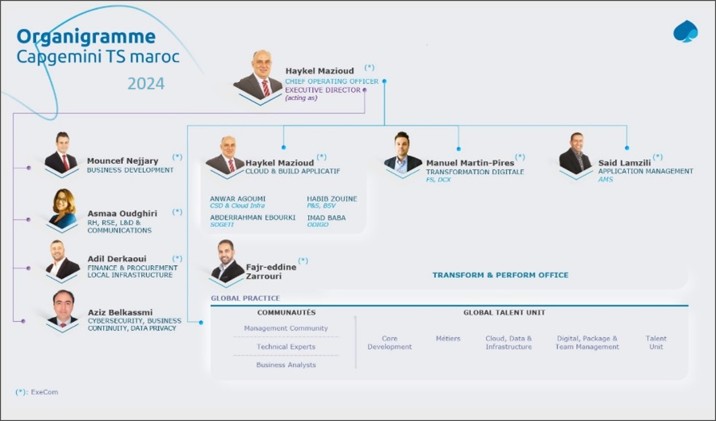 Organigramme
Capgemini TS maroc
2024
Haykel Mazioud (*)
CHIEF OPERATING OFFICER
EXECUTIVE DIRECTOR
(acting as)
Mouncef Nejjary (*)
BUSINESS DEVELOPMENT
Asmaa Oudghiri (*)
RH, RSE, L&D &
COMMUNICATIONS
Adil Derkaoui (*)
FINANCE & PROCUREMENT
LOCAL INFRASTRUCTURE
Aziz Belkassmi
CYBERSECURITY, BUSINESS
CONTINUITY, DATA PRIVACY
Haykel Mazioud (*)
CLOUD & BUILD APPLICATIF
ANWAR AGOUMI
CSD & Cloud Infra
HABIB ZOUINE
P&S, BSV
ABDERRAHMAN EBOURKI
SOGETI
IMAD BABA
ODIGO
Manuel Martin-Pires (*)
TRANSFORMATION DIGITALE
FS, DCX
Said Lamzili (*)
APPLICATION MANAGEMENT
AMS
Fajr-eddine
Zarrouri
TRANSFORM & PERFORM OFFICE
GLOBAL PRACTICE
COMMUNAUTÉS
Management Community
Technical Experts
Business Analysts
GLOBAL TALENT UNIT
Core
Development
Métiers
Cloud, Data &
Infrastructure
Digital, Package &
Team Management
Talent
Unit
(*): ExeCom